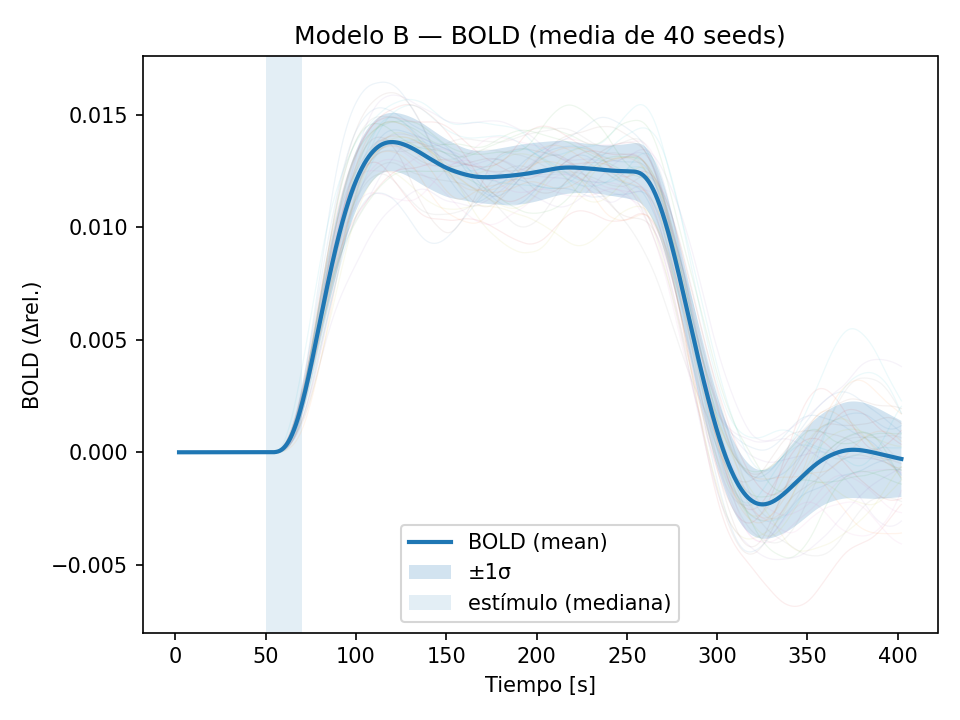 Modelo B — BOLD (media de 40 seeds)
BOLD (Δrel.)
0.015
0.010
0.005
0.000
−0.005
BOLD (mean)
±1σ
estímulo (mediana)
0 50 100 150 200 250 300 350 400
Tiempo [s]